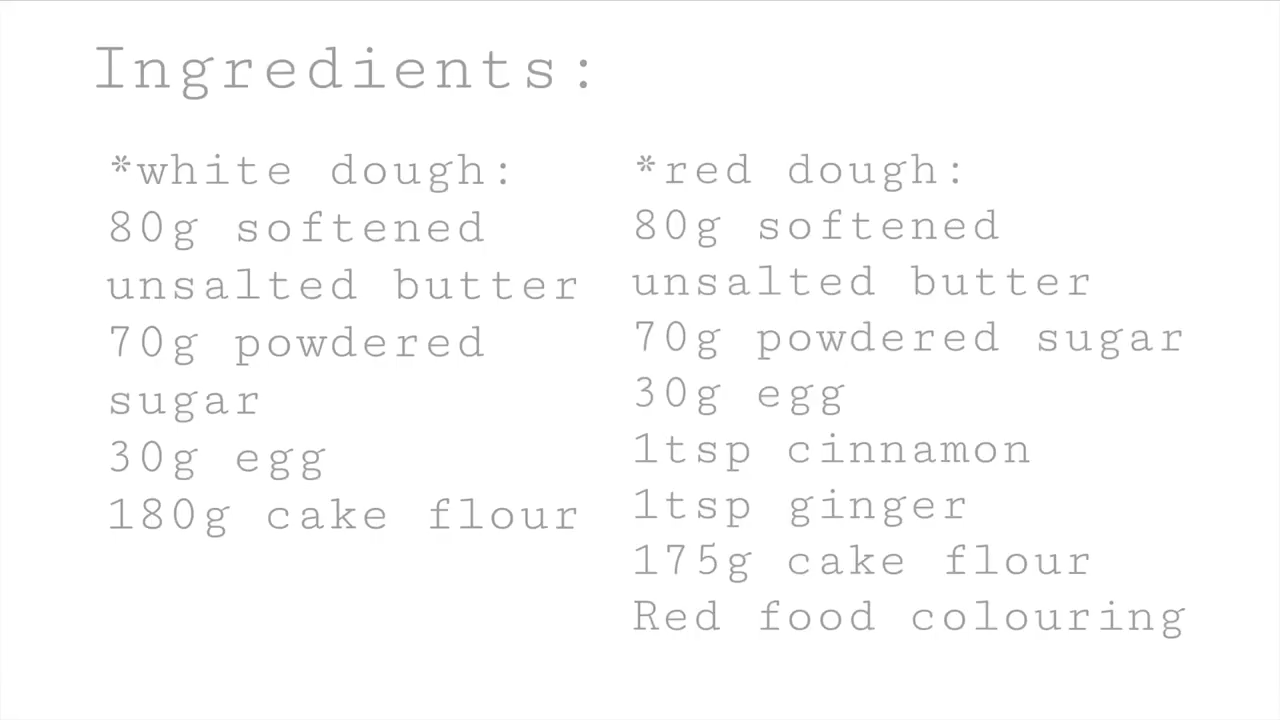 Ingredients:
*white dough:
80g softened
unsalted butter
70g powdered
sugar
30g egg
180g cake flour
*red dough:
80g softened
unsalted butter
70g powdered sugar
30g egg
1tsp cinnamon
1tsp ginger
175g cake flour
Red food colouring